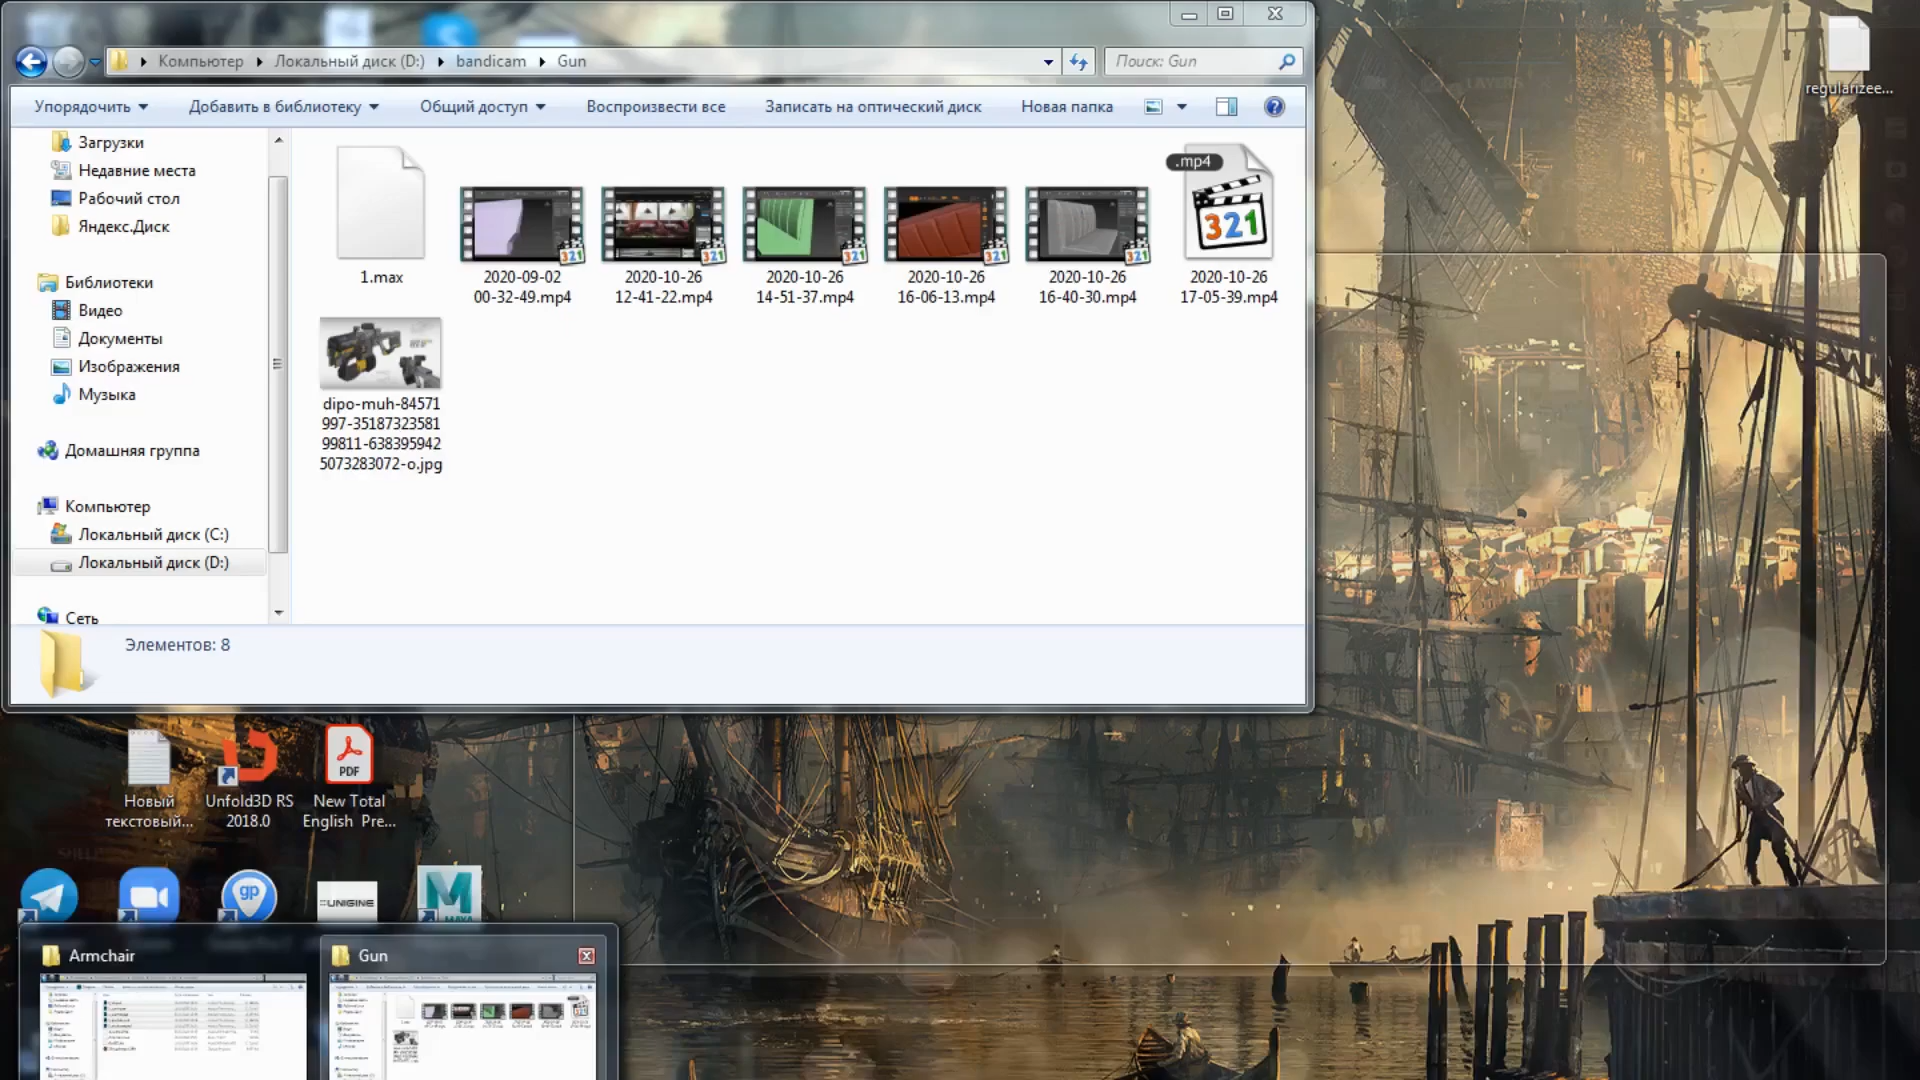 Компьютер
Локальный диск (D:)
bandicam
Gun
Поиск: Gun
Упорядочить
Добавить в библиотеку
Общий доступ
Воспроизвести все
Записать на оптический диск
Новая папка
Загрузки
Недавние места
Рабочий стол
Яндекс.Диск
Библиотеки
Видео
Документы
Изображения
Музыка
Домашняя группа
Компьютер
Локальный диск (C:)
Локальный диск (D:)
Сеть
1.max
2020-09-02
00-32-49.mp4
2020-10-26
12-41-22.mp4
2020-10-26
14-51-37.mp4
2020-10-26
16-06-13.mp4
2020-10-26
16-40-30.mp4
.mp4
321
2020-10-26
17-05-39.mp4
dipo-muh-84571
997-35187323581
99811-638395942
5073283072-o.jpg
Элементов: 8
regularizee...
Новый
текстовый...
Unfold3D RS
2018.0
PDF
New Total
English Pre...
gp
UNIGINE
M
MAYA
Armchair
Gun